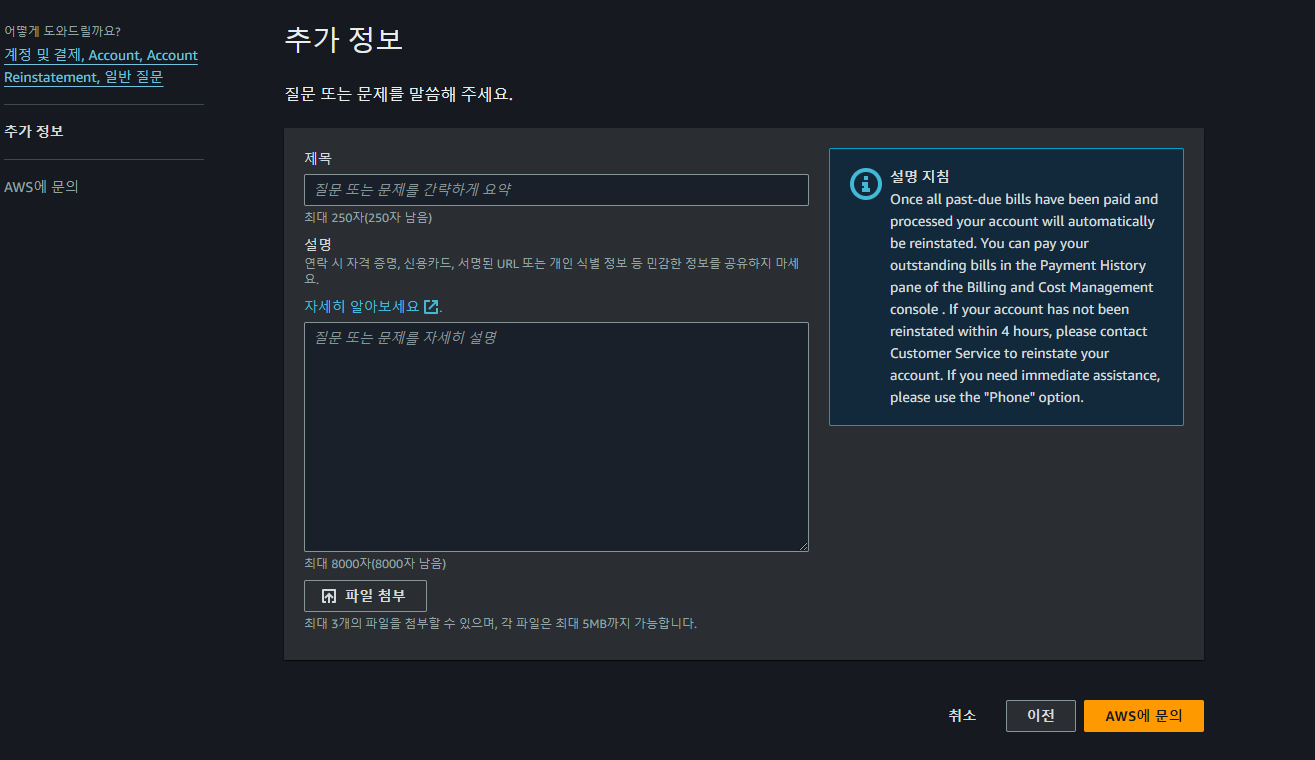 어떻게 도와드릴까요?
계정 및 결제, Account, Account
Reinstatement, 일반 질문
추가 정보
AWS에 문의
추가 정보
질문 또는 문제를 말씀해 주세요.
제목
질문 또는 문제를 간략하게 요약
최대 250자(250자 남음)
설명
연락 시 자격 증명, 신용카드, 서명된 URL 또는 개인 식별 정보 등 민감한 정보를 공유하지 마세
요.
자세히 알아보세요.
질문 또는 문제를 자세히 설명
최대 8000자(8000자 남음)
파일 첨부
최대 3개의 파일을 첨부할 수 있으며, 각 파일은 최대 5MB까지 가능합니다.
설명 지침
Once all past-due bills have been paid and
processed your account will automatically
be reinstated. You can pay your
outstanding bills in the Payment History
pane of the Billing and Cost Management
console . If your account has not been
reinstated within 4 hours, please contact
Customer Service to reinstate your
account. If you need immediate assistance,
please use the "Phone" option.
취소
이전
AWS에 문의